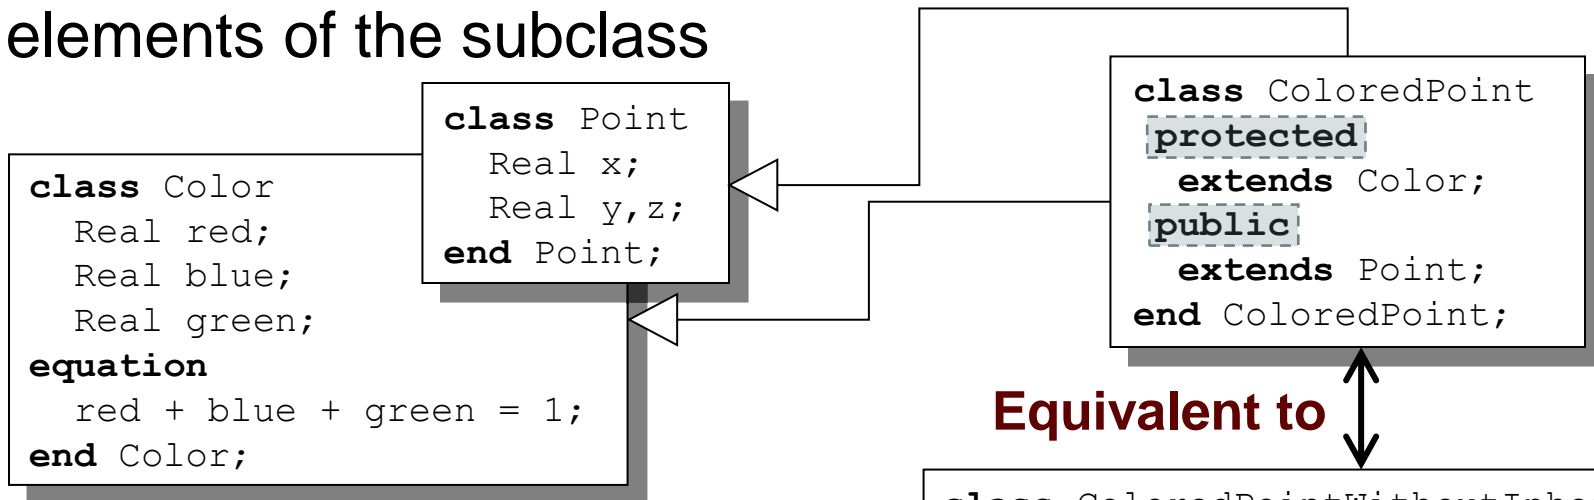 elements of the subclass
class Point
Real x;
Real y,z;
end Point;
class Color
Real red;
Real blue;
Real green;
equation
red + blue + green = 1;
end Color;
class ColoredPoint
protected
extends Color;
public
extends Point;
end ColoredPoint;
Equivalent to
class